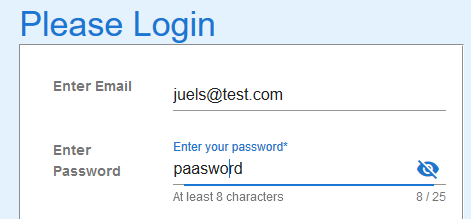 Please Login
Enter Email
juels@test.com
Enter your password*
Enter
Password
paasword
At least 8 characters 8 / 25